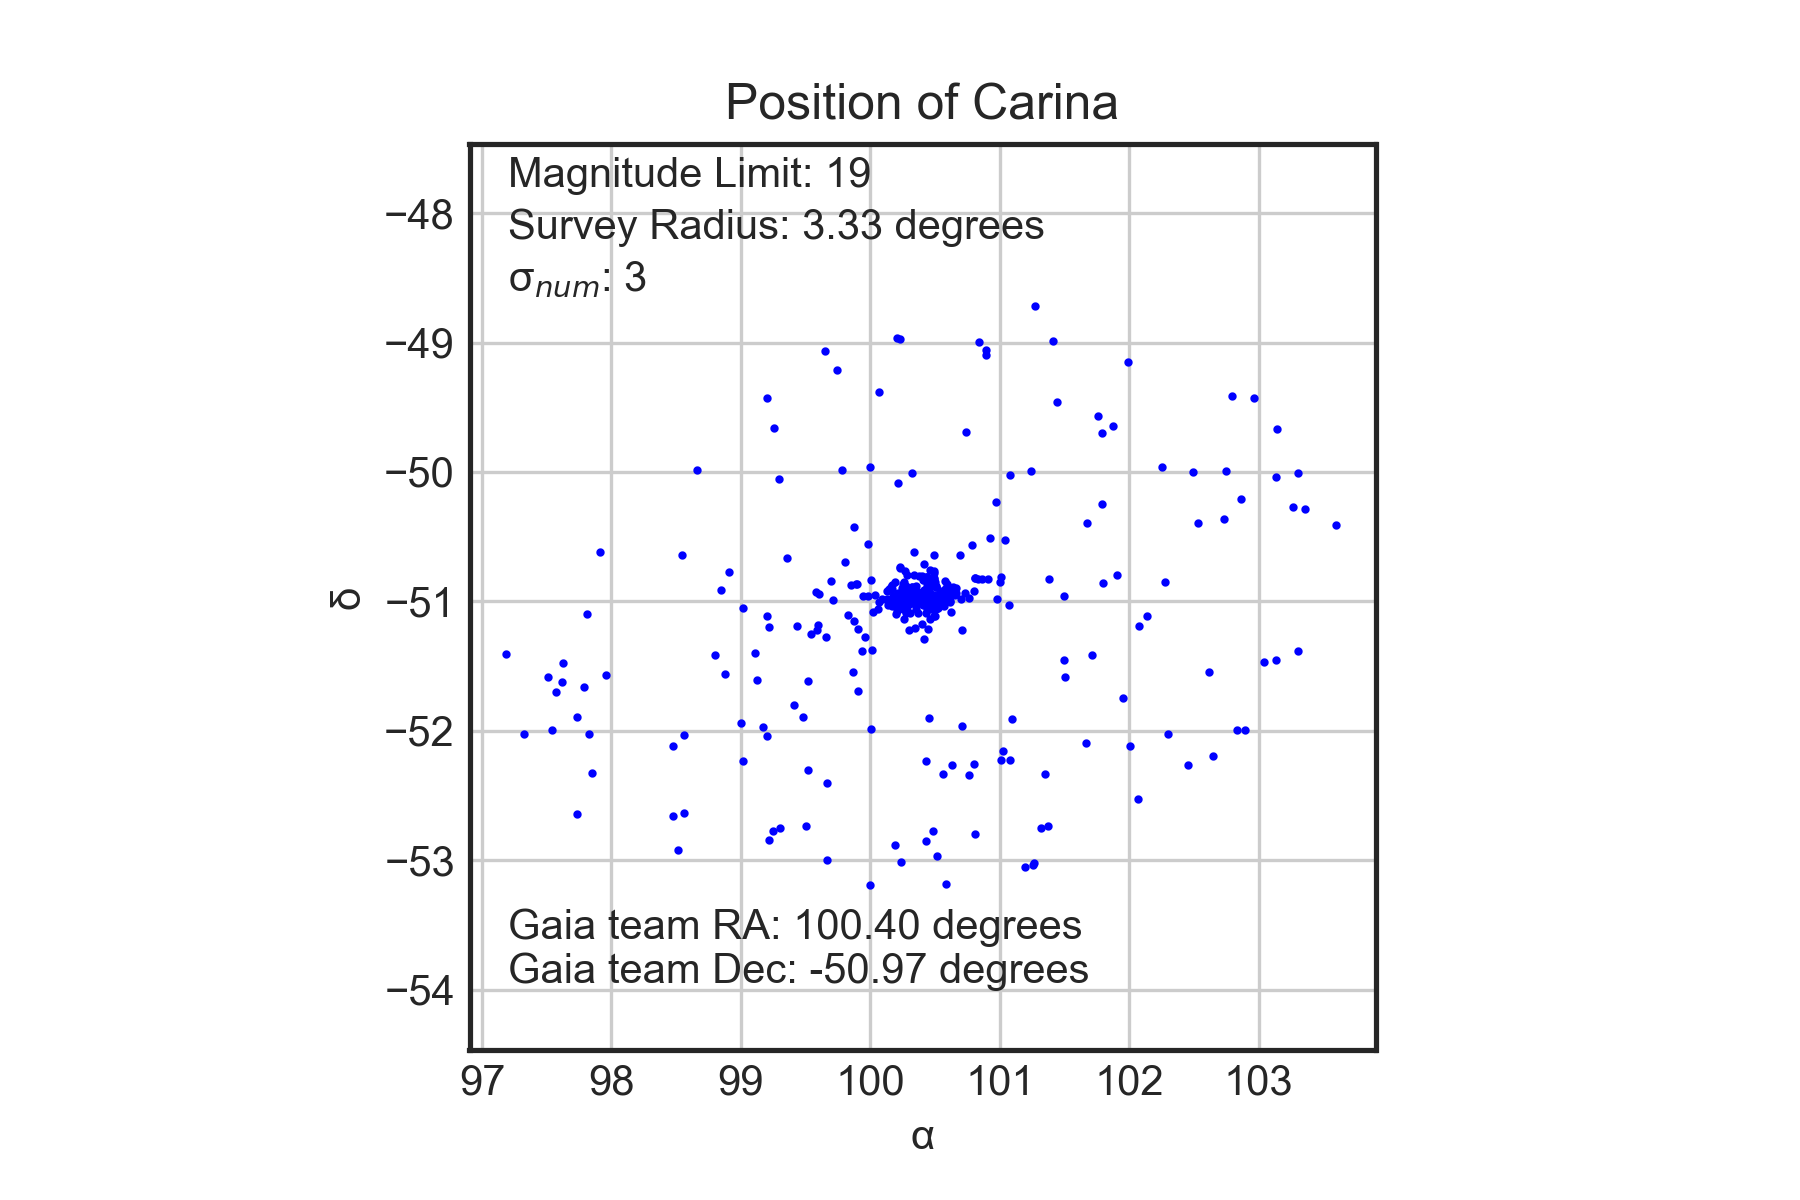 Position of Carina
Magnitude Limit: 19
Survey Radius: 3.33 degrees
σnum: 3
−48
−49
−50
−51
−52
−53
−54
δ
Gaia team RA: 100.40 degrees
Gaia team Dec: -50.97 degrees
97 98 99 100 101 102 103
α